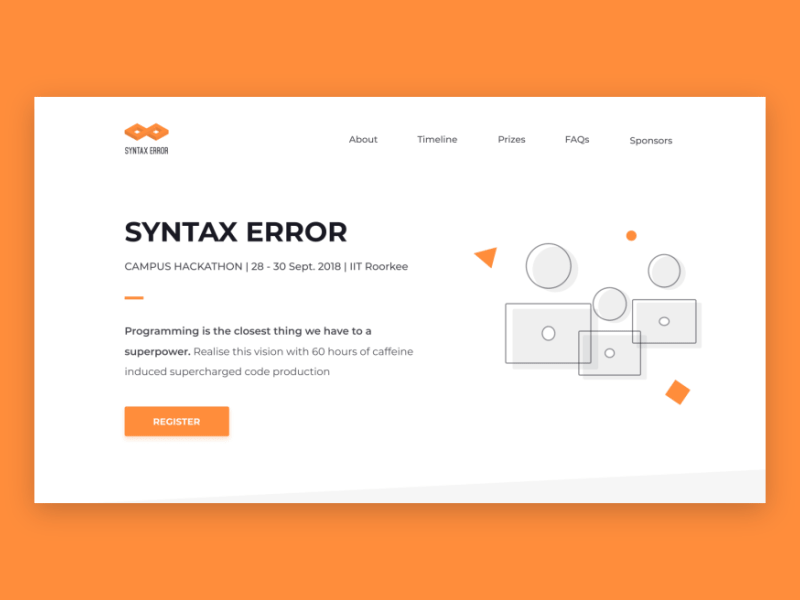 SYNTAX ERROR
About Timeline Prizes FAQs Sponsors
SYNTAX ERROR
CAMPUS HACKATHON | 28 - 30 Sept. 2018 | IIT Roorkee
Programming is the closest thing we have to a
superpower. Realise this vision with 60 hours of caffeine
induced supercharged code production
REGISTER